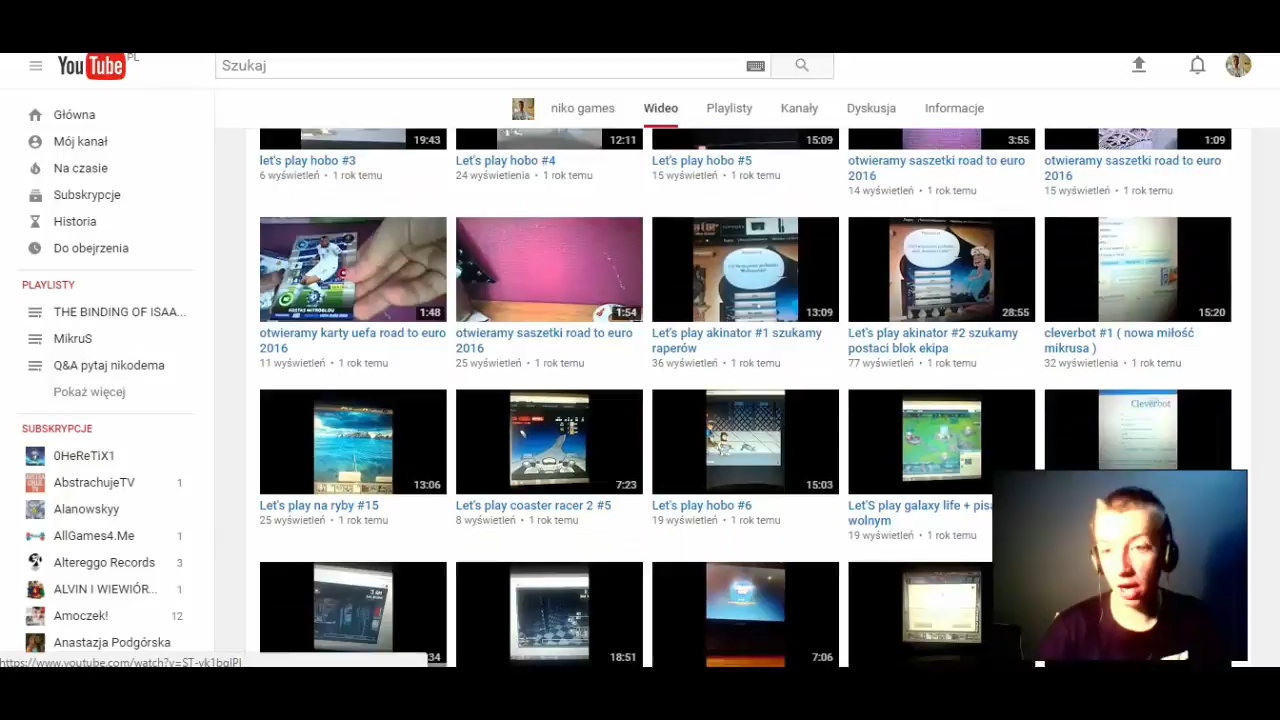 YouTube PL
Szukaj
niko games Wideo Playlisty Kanały Dyskusja Informacje
Główna
Mój kanał
Na czasie
Subskrypcje
Historia
Do obejrzenia
PLAYLISTY
THE BINDING OF ISAA...
MikruS
Q&A pytaj nikodema
Pokaż więcej
SUBSKRYPCJE
0HeReTiX1
AbstrachujeTV 1
Alanowskyy
AllGames4.Me 1
Altereggo Records 3
ALVIN I WIEWIÓR... 1
Amoczek! 12
Anastazja Podgórska
19:43 12:11 15:09 3:55 1:09
let's play hobo #3
6 wyświetleń • 1 rok temu
Let's play hobo #4
24 wyświetlenia • 1 rok temu
Let's play hobo #5
15 wyświetleń • 1 rok temu
otwieramy saszetki road to euro
2016
14 wyświetleń • 1 rok temu
otwieramy saszetki road to euro
2016
15 wyświetleń • 1 rok temu
1:48 1:54 13:09 28:55 15:20
otwieramy karty uefa road to euro
2016
11 wyświetleń • 1 rok temu
otwieramy saszetki road to euro
2016
25 wyświetleń • 1 rok temu
Let's play akinator #1 szukamy
raperów
36 wyświetleń • 1 rok temu
Let's play akinator #2 szukamy
postaci blok ekipa
77 wyświetleń • 1 rok temu
cleverbot #1 ( nowa miłość
mikrusa )
32 wyświetlenia • 1 rok temu
Cleverbot
13:06 7:23 15:03
Let's play na ryby #15
25 wyświetleń • 1 rok temu
Let's play coaster racer 2 #5
8 wyświetleń • 1 rok temu
Let's play hobo #6
19 wyświetleń • 1 rok temu
Let'S play galaxy life +
wolnym
19 wyświetleń • 1 rok temu
:34 18:51 7:06